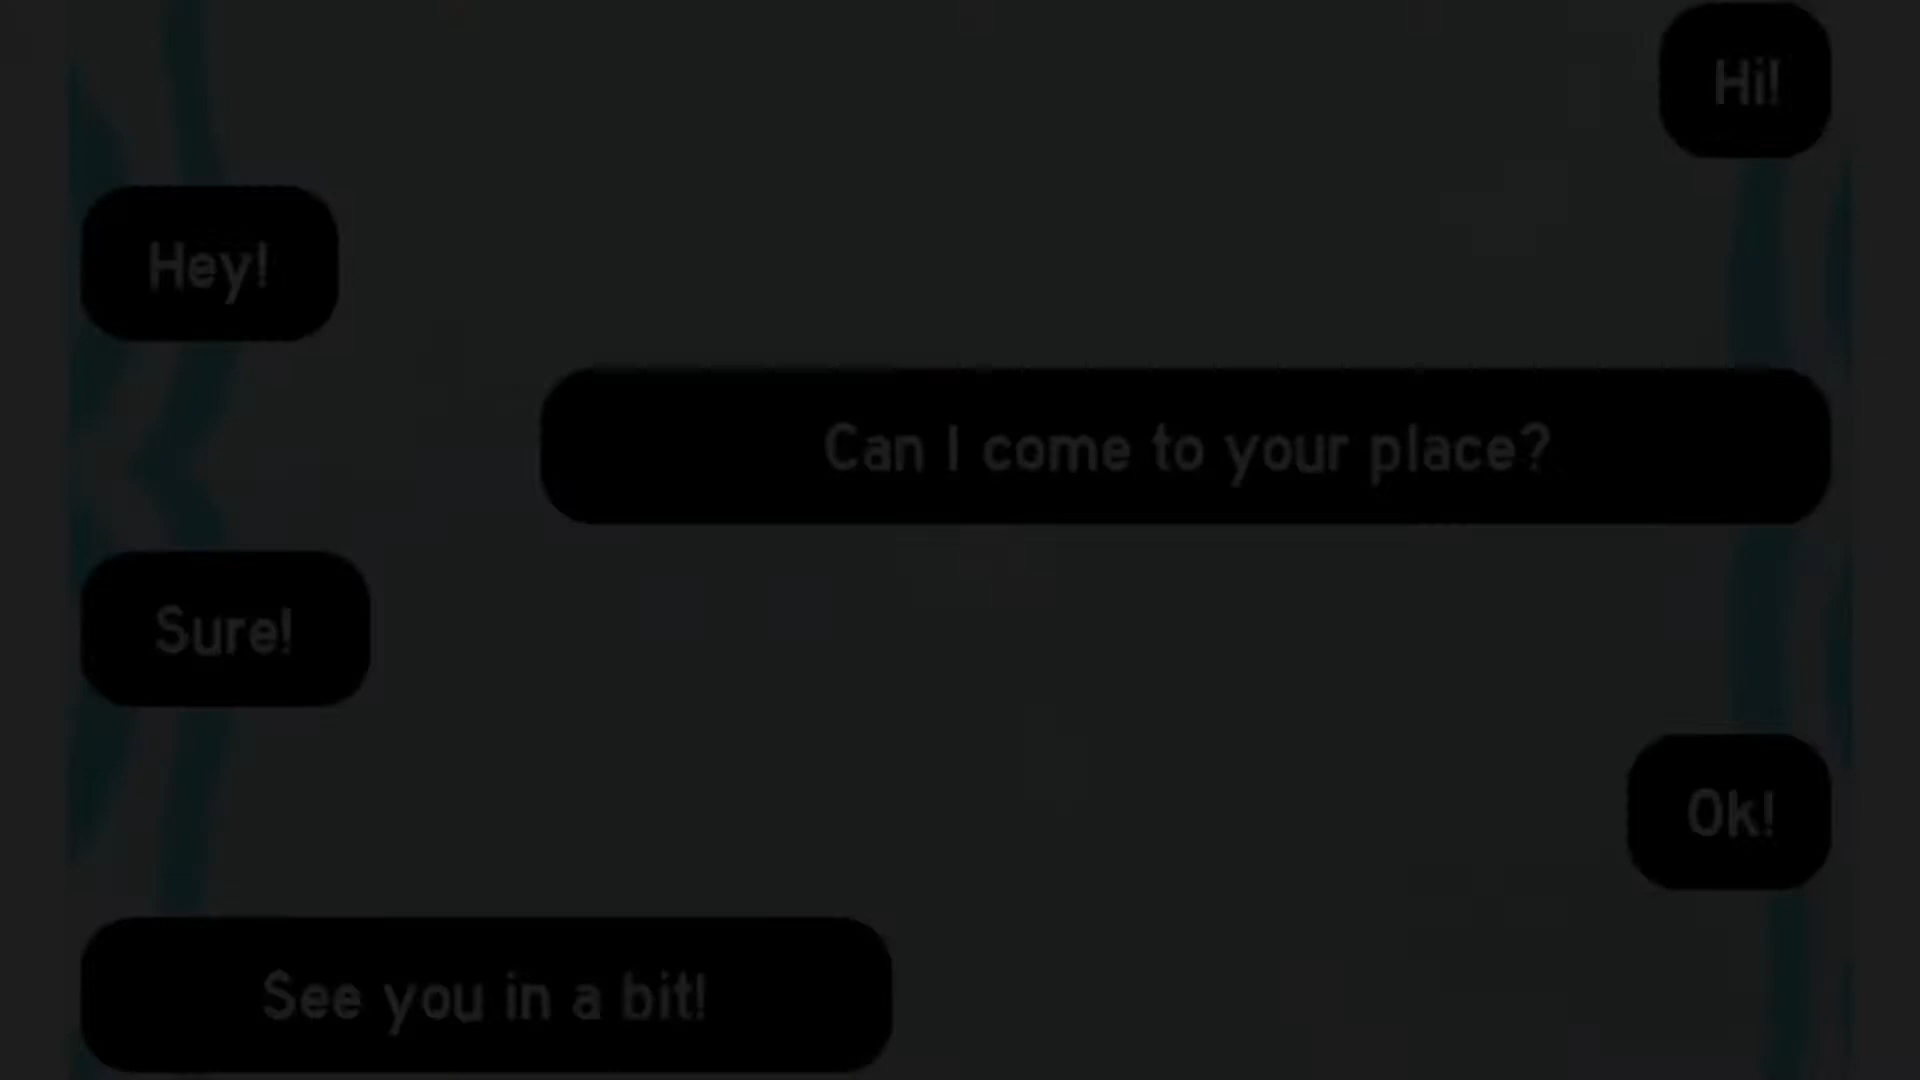 Hi!
Hey!
Can I come to your place?
Sure!
Ok!
See you in a bit!